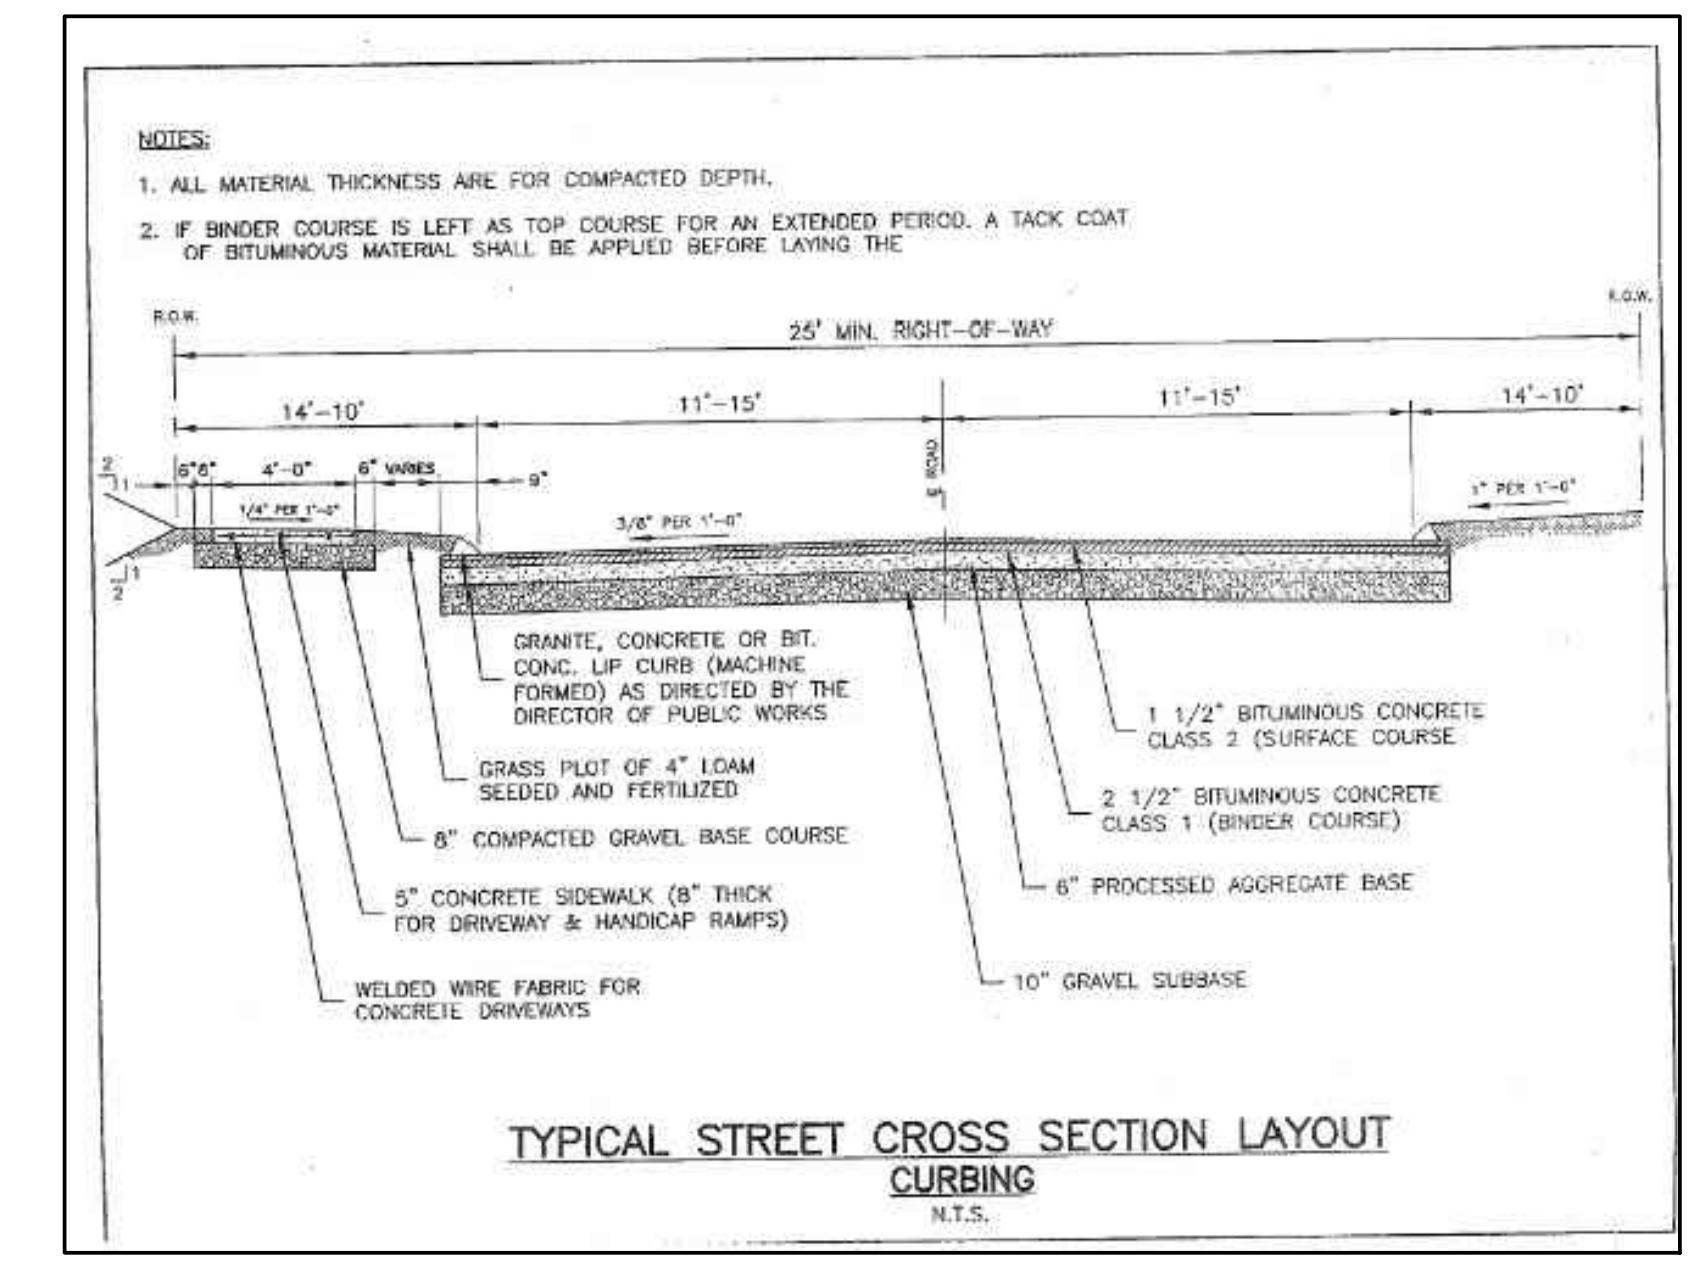 NOTES:
1. ALL MATERIAL THICKNESS ARE FOR COMPACTED DEPTH.
2. IF BINDER COURSE IS LEFT AS TOP COURSE FOR AN EXTENDED PERIOD. A TACK COAT
OF BITUMINOUS MATERIAL SHALL BE APPLIED BEFORE LAYING THE
R.O.W.
R.O.W.
25' MIN. RIGHT-OF-WAY
14'-10'
11'-15'
11'-15'
14'-10'
2
1
6" 6"
4'-0"
6" VARIES
9"
℄ ROAD
1/4" PER 1'-0"
3/8" PER 1'-0"
1" PER 1'-0"
1
2
GRANITE, CONCRETE OR BIT.
CONC. LIP CURB (MACHINE
FORMED) AS DIRECTED BY THE
DIRECTOR OF PUBLIC WORKS
1 1/2" BITUMINOUS CONCRETE
CLASS 2 (SURFACE COURSE
GRASS PLOT OF 4" LOAM
SEEDED AND FERTILIZED
2 1/2" BITUMINOUS CONCRETE
CLASS 1 (BINDER COURSE)
8" COMPACTED GRAVEL BASE COURSE
6" PROCESSED AGGREGATE BASE
5" CONCRETE SIDEWALK (8" THICK
FOR DRIVEWAY & HANDICAP RAMPS)
10" GRAVEL SUBBASE
WELDED WIRE FABRIC FOR
CONCRETE DRIVEWAYS
TYPICAL STREET CROSS SECTION LAYOUT
CURBING
N.T.S.